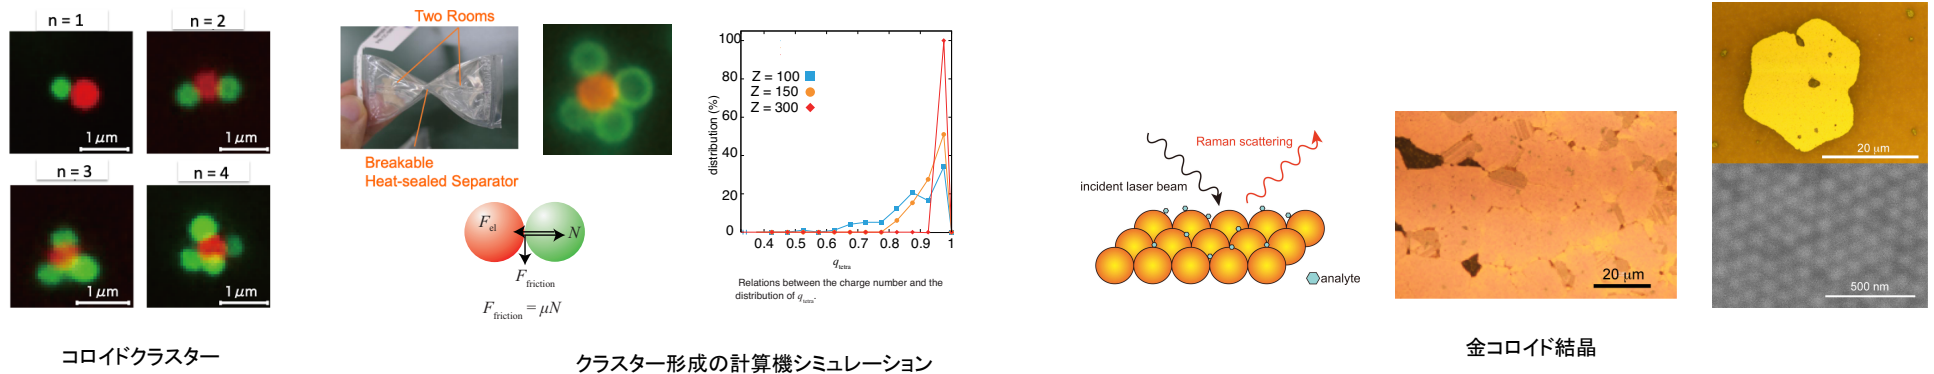 n = 1
n = 2
1 μm
1 μm
n = 3
n = 4
1 μm
1 μm
コロイドクラスター
Two Rooms
Breakable
Heat-sealed Separator
F_el
N
F_friction
F_friction = μN
distribution (%)
100
80
60
40
20
0
Z = 100
Z = 150
Z = 300
0.4 0.5 0.6 0.7 0.8 0.9 1
q_tetra
Relations between the charge number and the
distribution of q_tetra.
クラスター形成の計算機シミュレーション
Raman scattering
incident laser beam
analyte
20 μm
20 μm
500 nm
金コロイド結晶